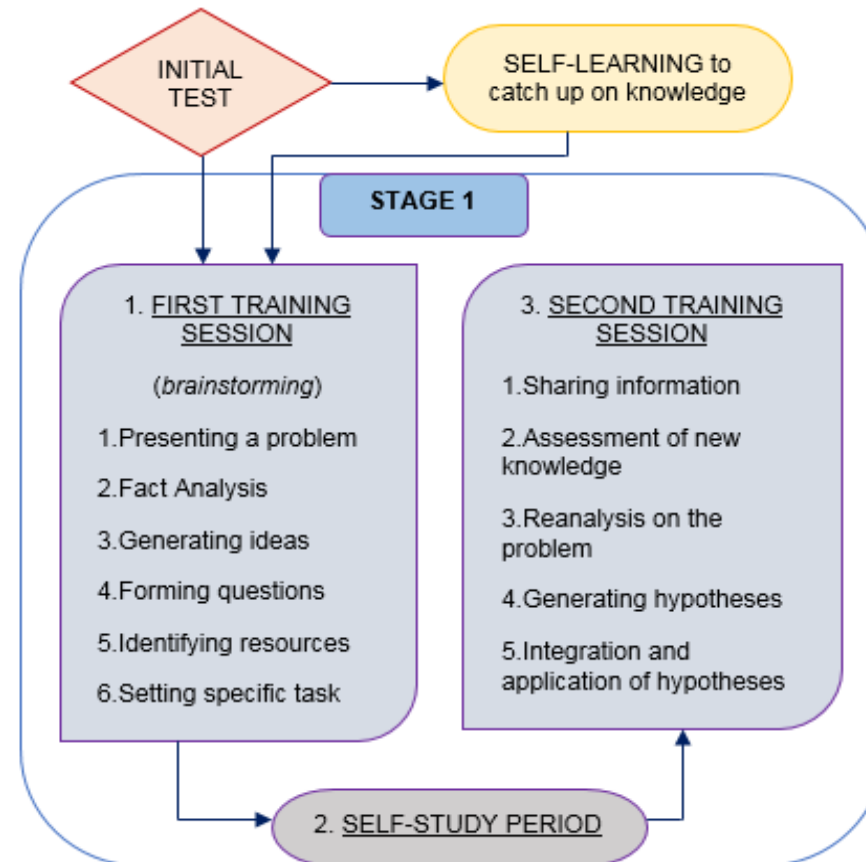 INITIAL
TEST
SELF-LEARNING to
catch up on knowledge
STAGE 1
1. FIRST TRAINING
SESSION
(brainstorming)
1.Presenting a problem
2.Fact Analysis
3.Generating ideas
4.Forming questions
5.Identifying resources
6.Setting specific task
2. SELF-STUDY PERIOD
3. SECOND TRAINING
SESSION
1.Sharing information
2.Assessment of new
knowledge
3.Reanalysis on the
problem
4.Generating hypotheses
5.Integration and
application of hypotheses